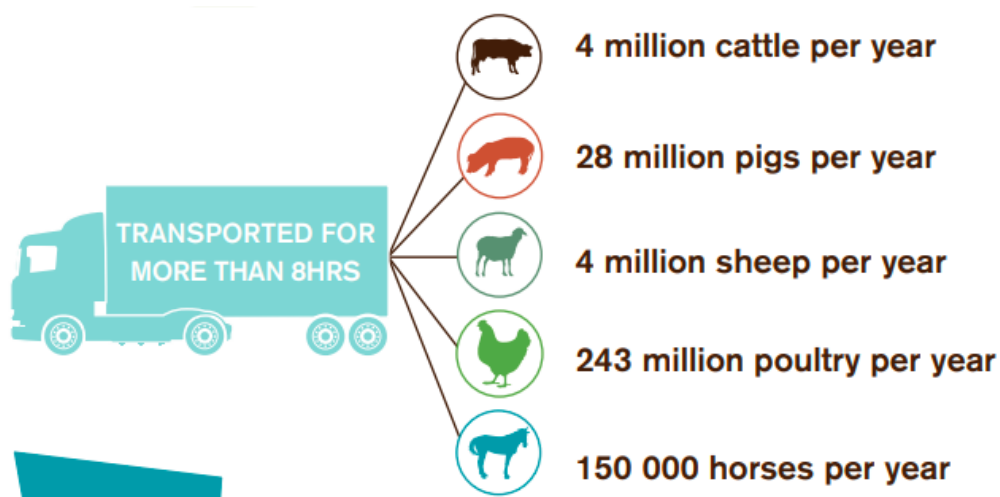 4 million cattle per year
28 million pigs per year
TRANSPORTED FOR
MORE THAN 8HRS
4 million sheep per year
243 million poultry per year
150 000 horses per year